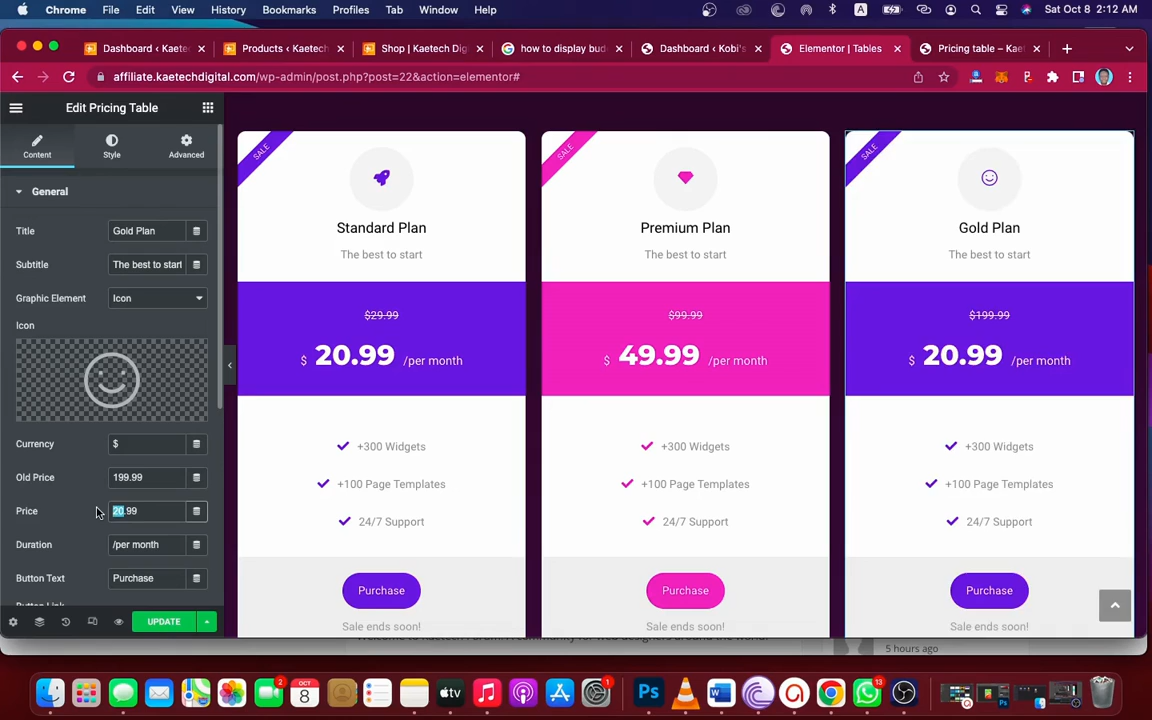 Chrome File Edit View History Bookmarks Profiles Tab Window Help A Sat Oct 8 2:12 AM
Dashboard ‹ Kaete Products ‹ Kaetech Shop | Kaetech Dig how to display bud Dashboard ‹ Kobi's Elementor | Tables Pricing table – Kae
affiliate.kaetechdigital.com/wp-admin/post.php?post=22&action=elementor#
Edit Pricing Table
Content Style Advanced
General
Title Gold Plan
Subtitle The best to start
Graphic Element Icon
Icon
Currency $
Old Price 199.99
Price 20.99
Duration /per month
Button Text Purchase
UPDATE
SALE
Standard Plan
The best to start
$29.99
$ 20.99 /per month
+300 Widgets
+100 Page Templates
24/7 Support
Purchase
Sale ends soon!
SALE
Premium Plan
The best to start
$99.99
$ 49.99 /per month
+300 Widgets
+100 Page Templates
24/7 Support
Purchase
Sale ends soon!
SALE
Gold Plan
The best to start
$199.99
$ 20.99 /per month
+300 Widgets
+100 Page Templates
24/7 Support
Purchase
Sale ends soon!
5 hours ago
OCT
8
2
1
tv
Ps
W
13